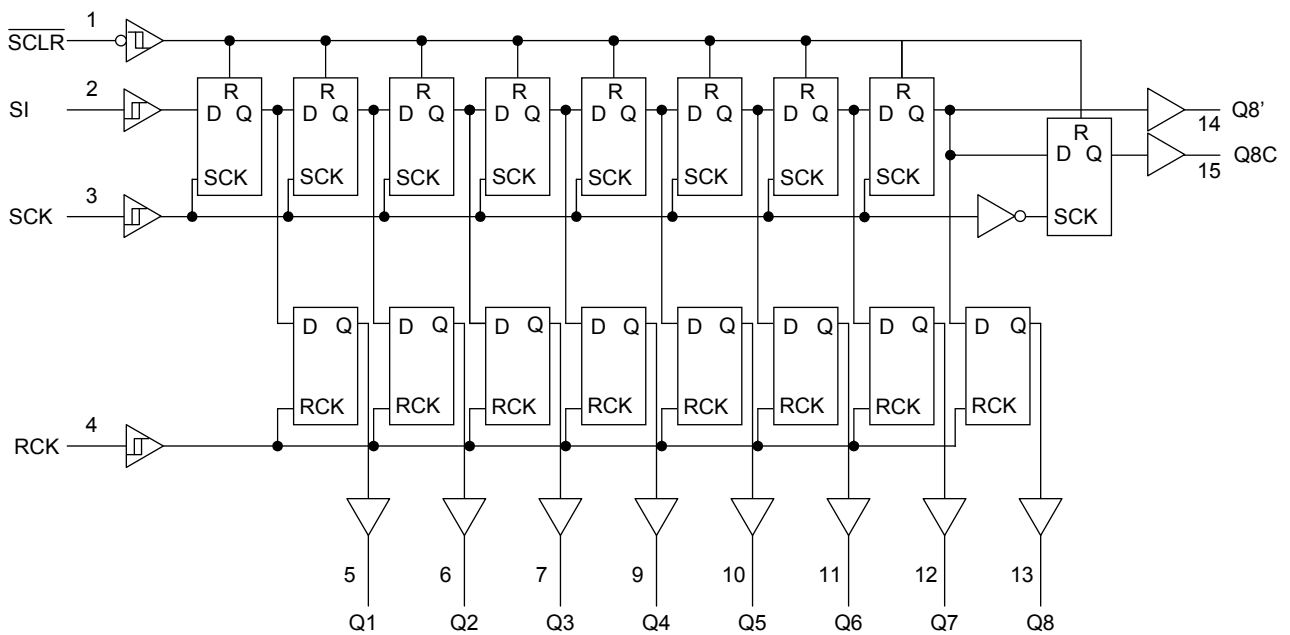 1
SCLR
2
SI
R R R R R R R R
D Q D Q D Q D Q D Q D Q D Q D Q
Q8’
14
R
D Q
Q8C
15
SCK SCK SCK SCK SCK SCK SCK SCK
3
SCK
SCK
D Q D Q D Q D Q D Q D Q D Q D Q
RCK RCK RCK RCK RCK RCK RCK RCK
4
RCK
5 6 7 9 10 11 12 13
Q1 Q2 Q3 Q4 Q5 Q6 Q7 Q8